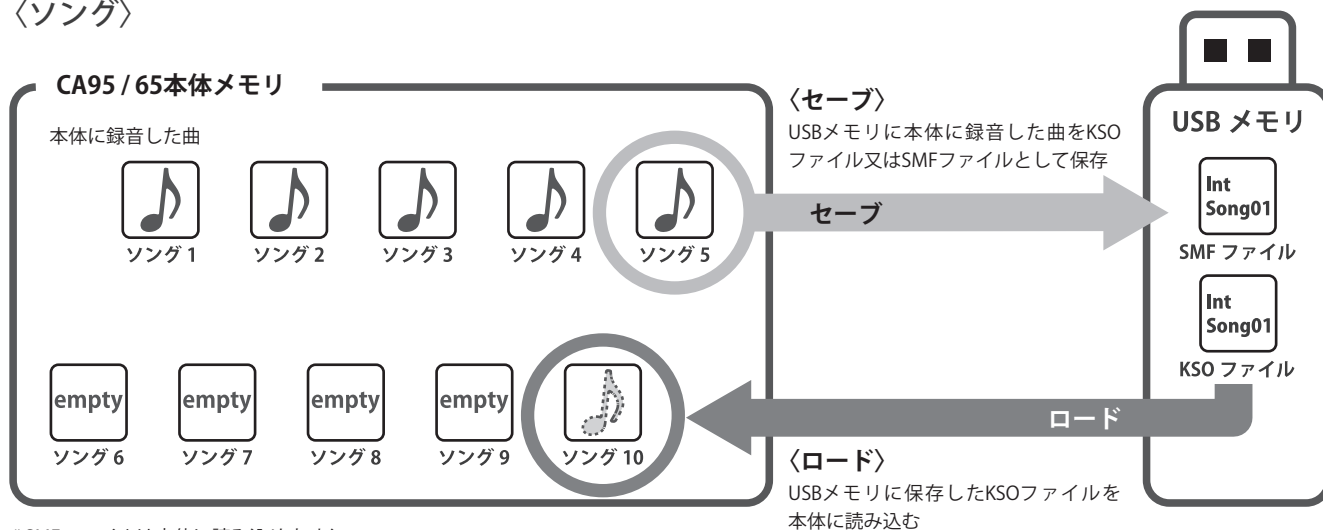 〈ソング〉
CA95 / 65本体メモリ
本体に録音した曲
ソング 1
ソング 2
ソング 3
ソング 4
ソング 5
〈セーブ〉
USBメモリに本体に録音した曲をKSO
ファイル又はSMFファイルとして保存
セーブ
USB メモリ
Int
Song01
SMF ファイル
Int
Song01
KSO ファイル
empty
ソング 6
empty
ソング 7
empty
ソング 8
empty
ソング 9
ソング 10
ロード
〈ロード〉
USBメモリに保存したKSOファイルを
本体に読み込む